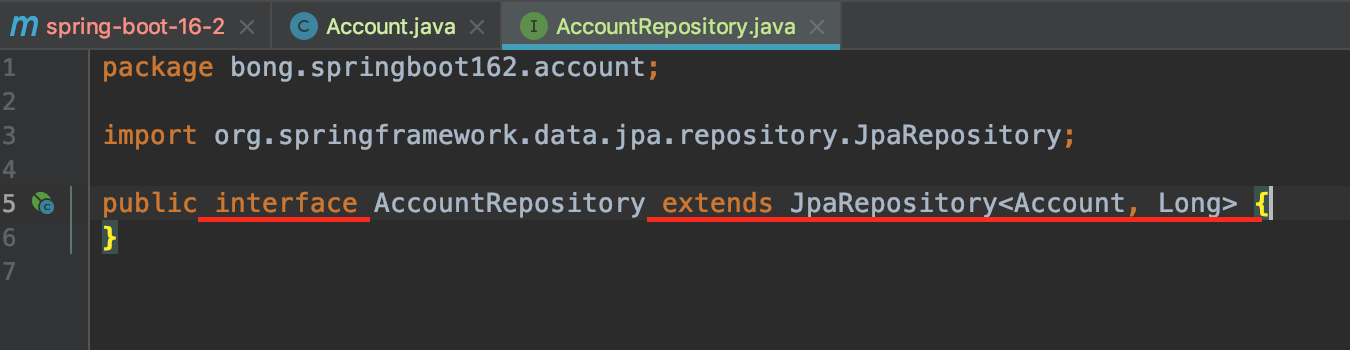 m spring-boot-16-2 × C Account.java × I AccountRepository.java ×
1 package bong.springboot162.account;
2
3 import org.springframework.data.jpa.repository.JpaRepository;
4
5 public interface AccountRepository extends JpaRepository<Account, Long> {
6 }
7